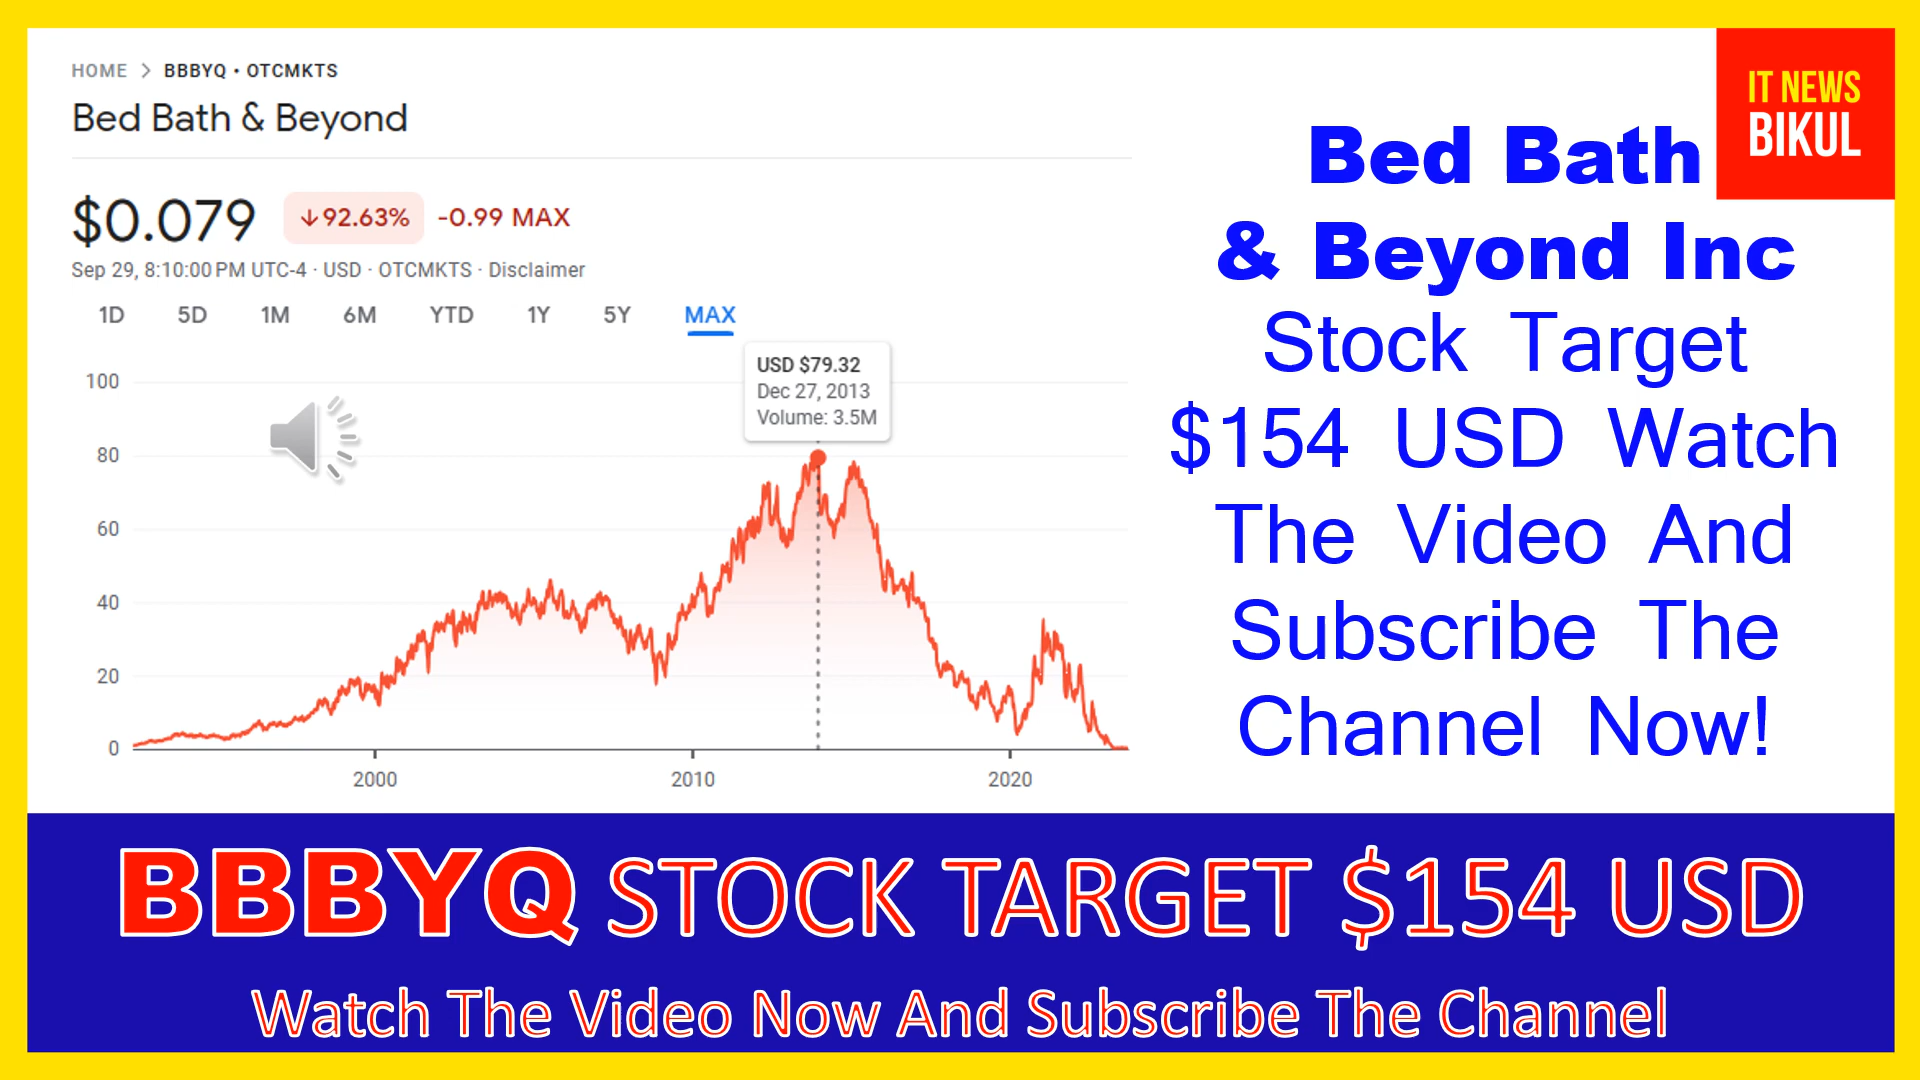 HOME > BBBYQ • OTCMKTS
Bed Bath & Beyond
$0.079 ↓92.63% -0.99 MAX
Sep 29, 8:10:00 PM UTC-4 · USD · OTCMKTS · Disclaimer
1D 5D 1M 6M YTD 1Y 5Y MAX
USD $79.32
Dec 27, 2013
Volume: 3.5M
100
80
60
40
20
0
2000 2010 2020
IT NEWS
BIKUL
Bed Bath
& Beyond Inc
Stock Target
$154 USD Watch
The Video And
Subscribe The
Channel Now!
BBBYQ STOCK TARGET $154 USD
Watch The Video Now And Subscribe The Channel